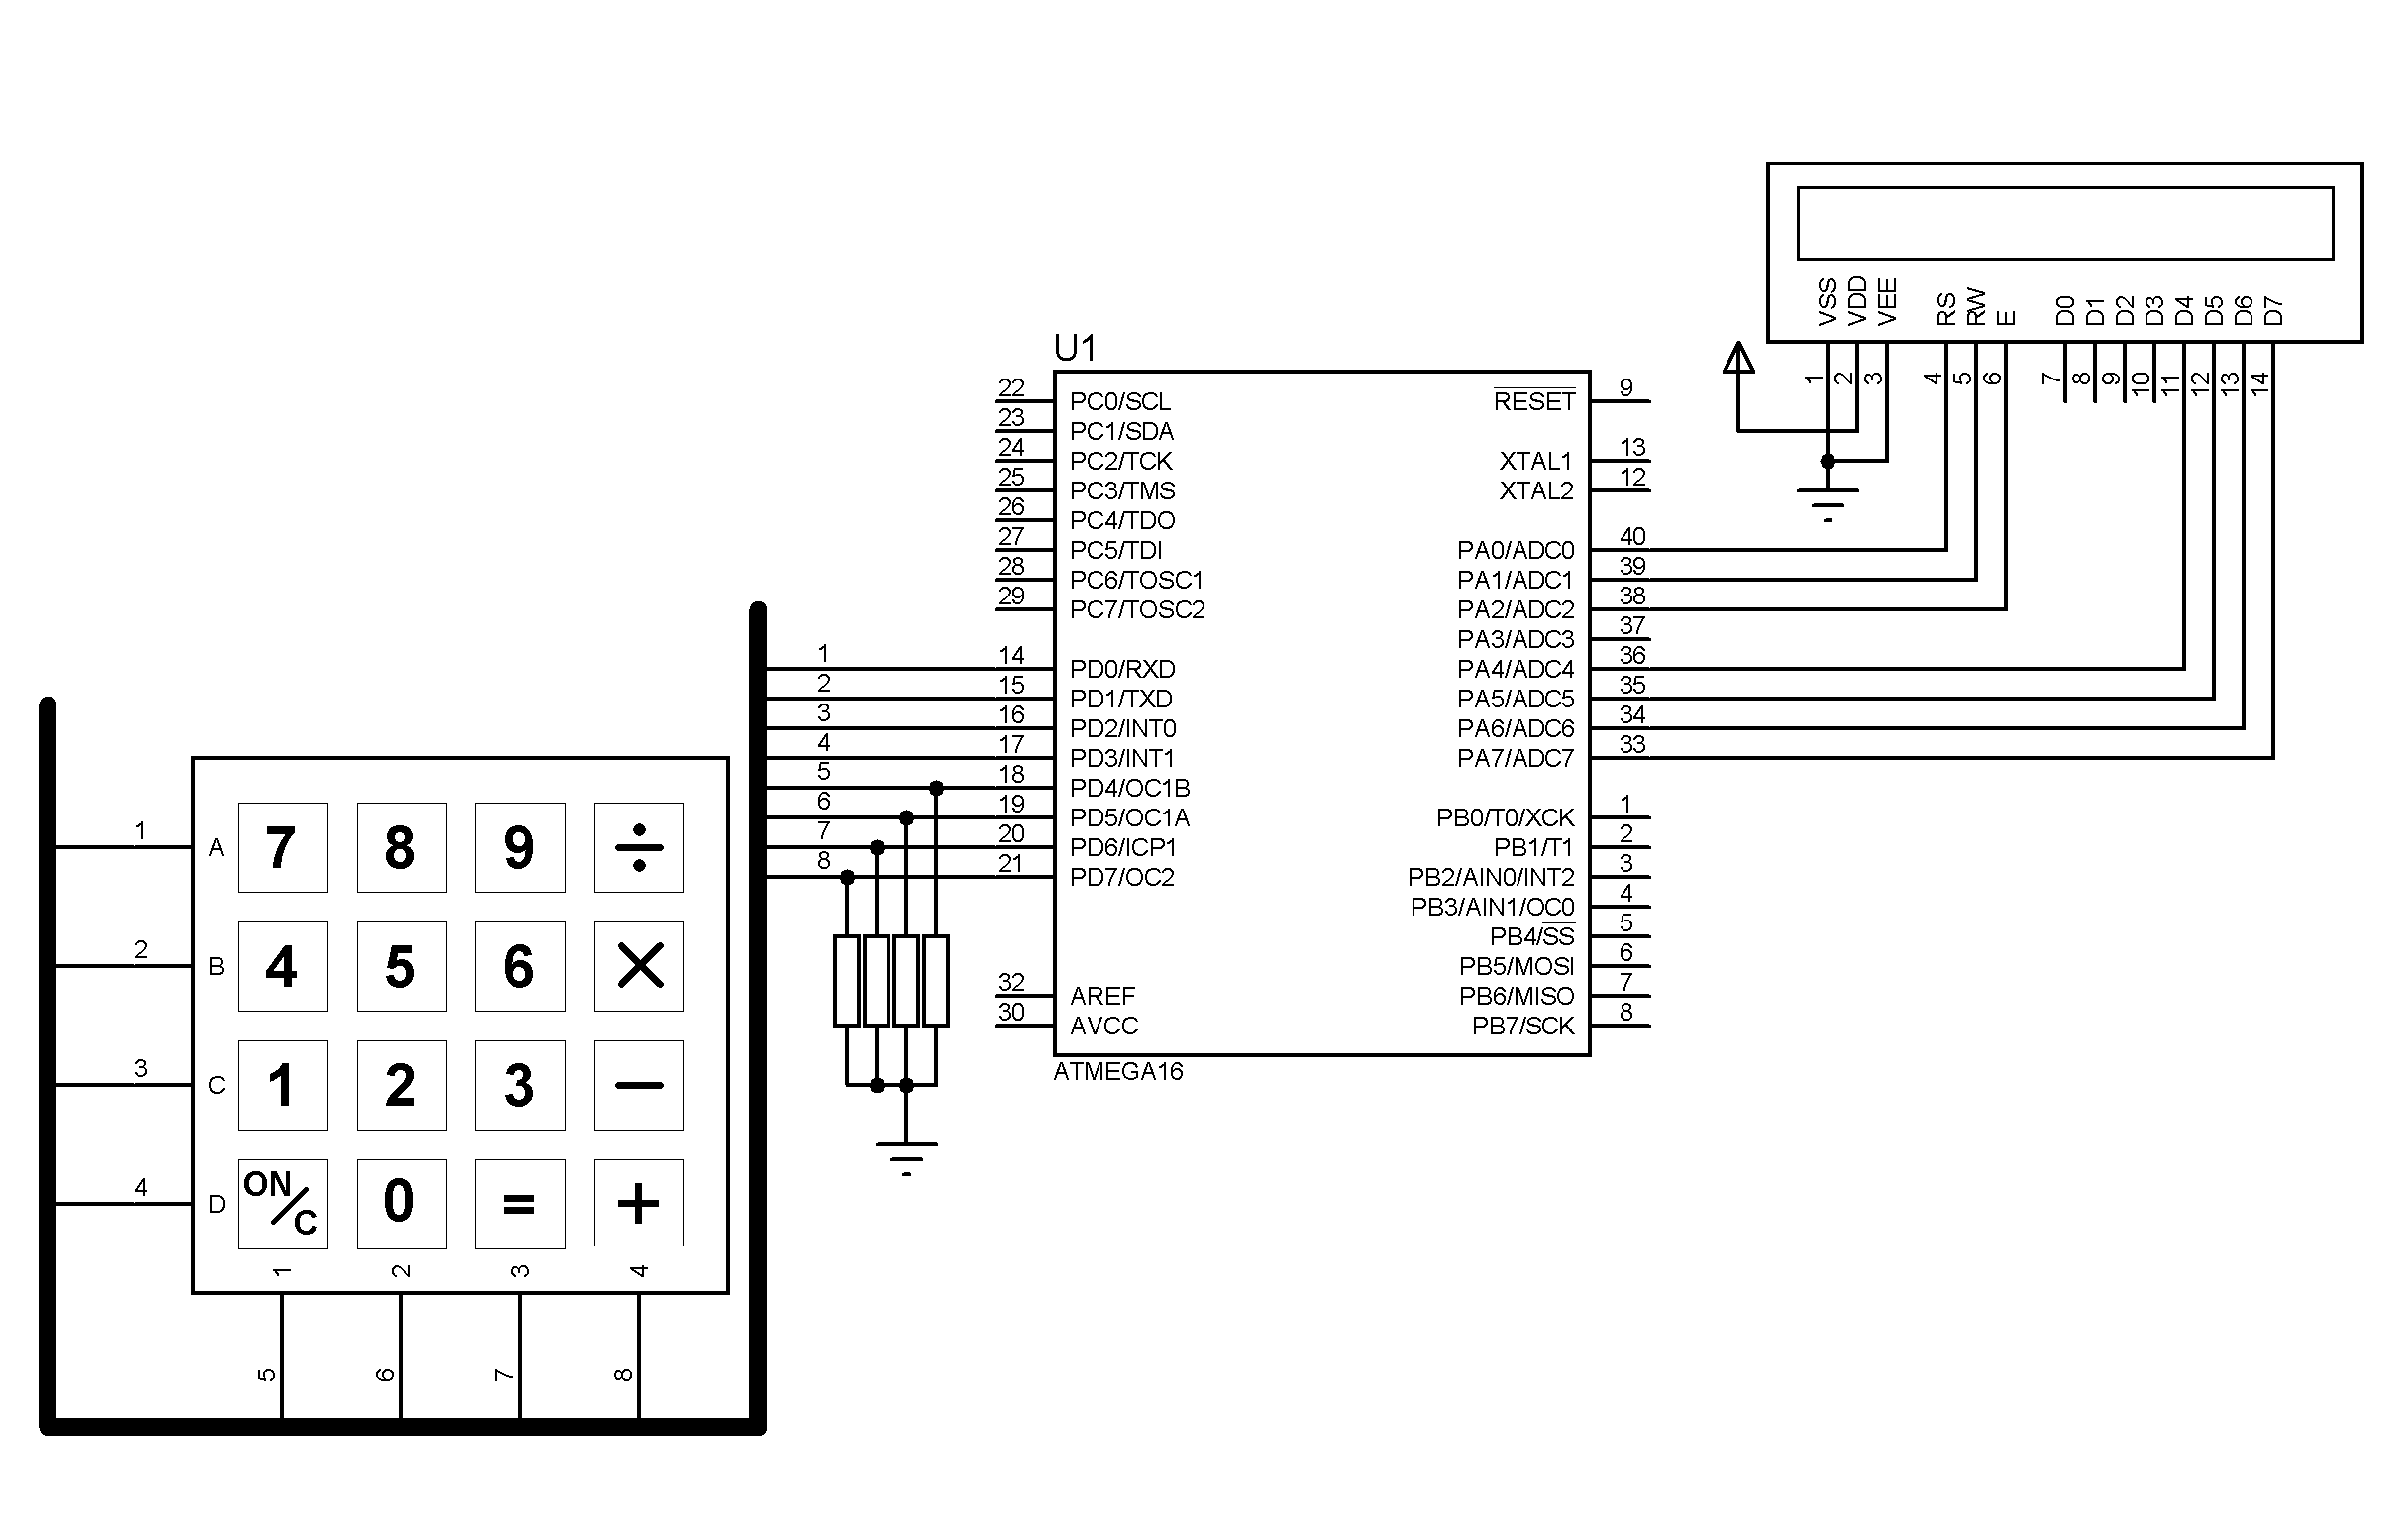 VSS
VDD
VEE
RS
RW
E
D0
D1
D2
D3
D4
D5
D6
D7
1
2
3
4
5
6
7
8
9
10
11
12
13
14
U1
22 PC0/SCL
23 PC1/SDA
24 PC2/TCK
25 PC3/TMS
26 PC4/TDO
27 PC5/TDI
28 PC6/TOSC1
29 PC7/TOSC2
1 14 PD0/RXD
2 15 PD1/TXD
3 16 PD2/INT0
4 17 PD3/INT1
5 18 PD4/OC1B
6 19 PD5/OC1A
7 20 PD6/ICP1
8 21 PD7/OC2
32 AREF
30 AVCC
RESET 9
XTAL1 13
XTAL2 12
PA0/ADC0 40
PA1/ADC1 39
PA2/ADC2 38
PA3/ADC3 37
PA4/ADC4 36
PA5/ADC5 35
PA6/ADC6 34
PA7/ADC7 33
PB0/T0/XCK 1
PB1/T1 2
PB2/AIN0/INT2 3
PB3/AIN1/OC0 4
PB4/SS 5
PB5/MOSI 6
PB6/MISO 7
PB7/SCK 8
ATMEGA16
1 A 7 8 9 ÷
2 B 4 5 6 ×
3 C 1 2 3 −
4 D ON/C 0 = +
1 2 3 4
5 6 7 8